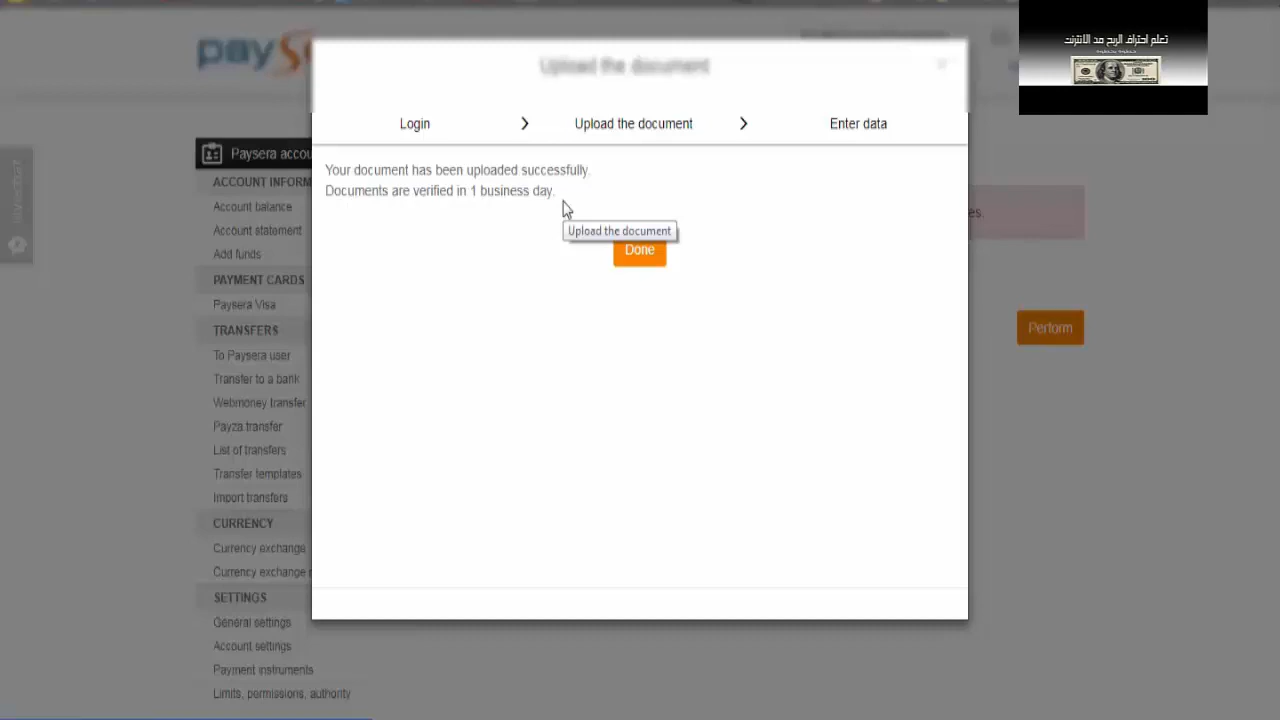 pays
Upload the document
تعلم احتراف الربح مد الانترنت
Login
Upload the document
Enter data
Paysera accou
Your document has been uploaded successfully.
Documents are verified in 1 business day.
Upload the document
Done
es.
Perform
ACCOUNT INFORM
Account balance
Account statement
Add funds
PAYMENT CARDS
Paysera Visa
TRANSFERS
To Paysera user
Transfer to a bank
Webmoney transfer
Payza transfer
List of transfers
Transfer templates
Import transfers
CURRENCY
Currency exchange
Currency exchange
SETTINGS
General settings
Account settings
Payment instruments
Limits, permissions, authority